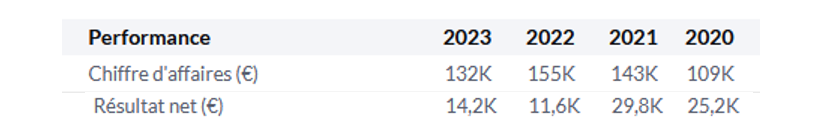 Performance 2023 2022 2021 2020
Chiffre d'affaires (€) 132K 155K 143K 109K
Résultat net (€) 14,2K 11,6K 29,8K 25,2K